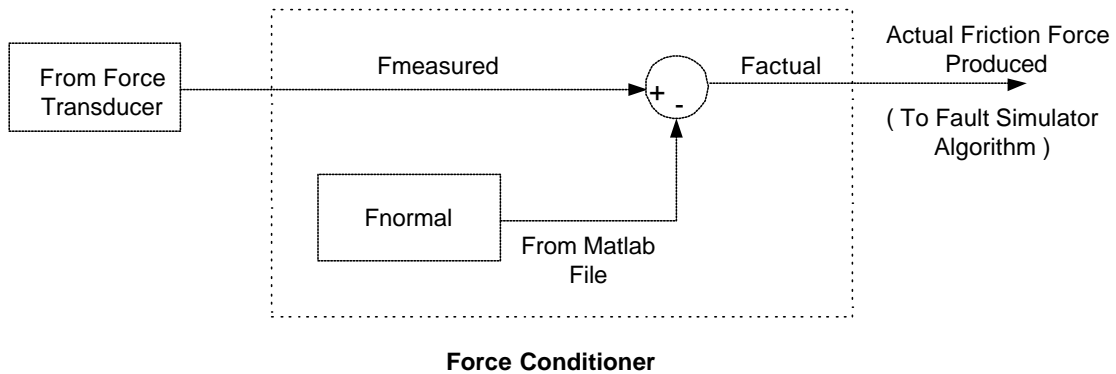 From Force
Transducer
Fmeasured
+
-
Factual
Actual Friction Force
Produced
( To Fault Simulator
Algorithm )
Fnormal
From Matlab
File
Force Conditioner